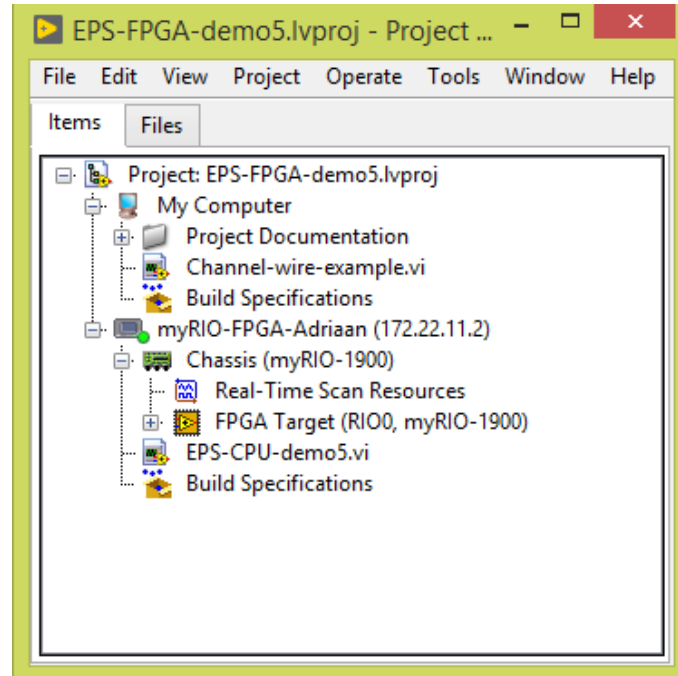 EPS-FPGA-demo5.lvproj - Project ...
File Edit View Project Operate Tools Window Help
Items Files
Project: EPS-FPGA-demo5.lvproj
My Computer
Project Documentation
Channel-wire-example.vi
Build Specifications
myRIO-FPGA-Adriaan (172.22.11.2)
Chassis (myRIO-1900)
Real-Time Scan Resources
FPGA Target (RIO0, myRIO-1900)
EPS-CPU-demo5.vi
Build Specifications